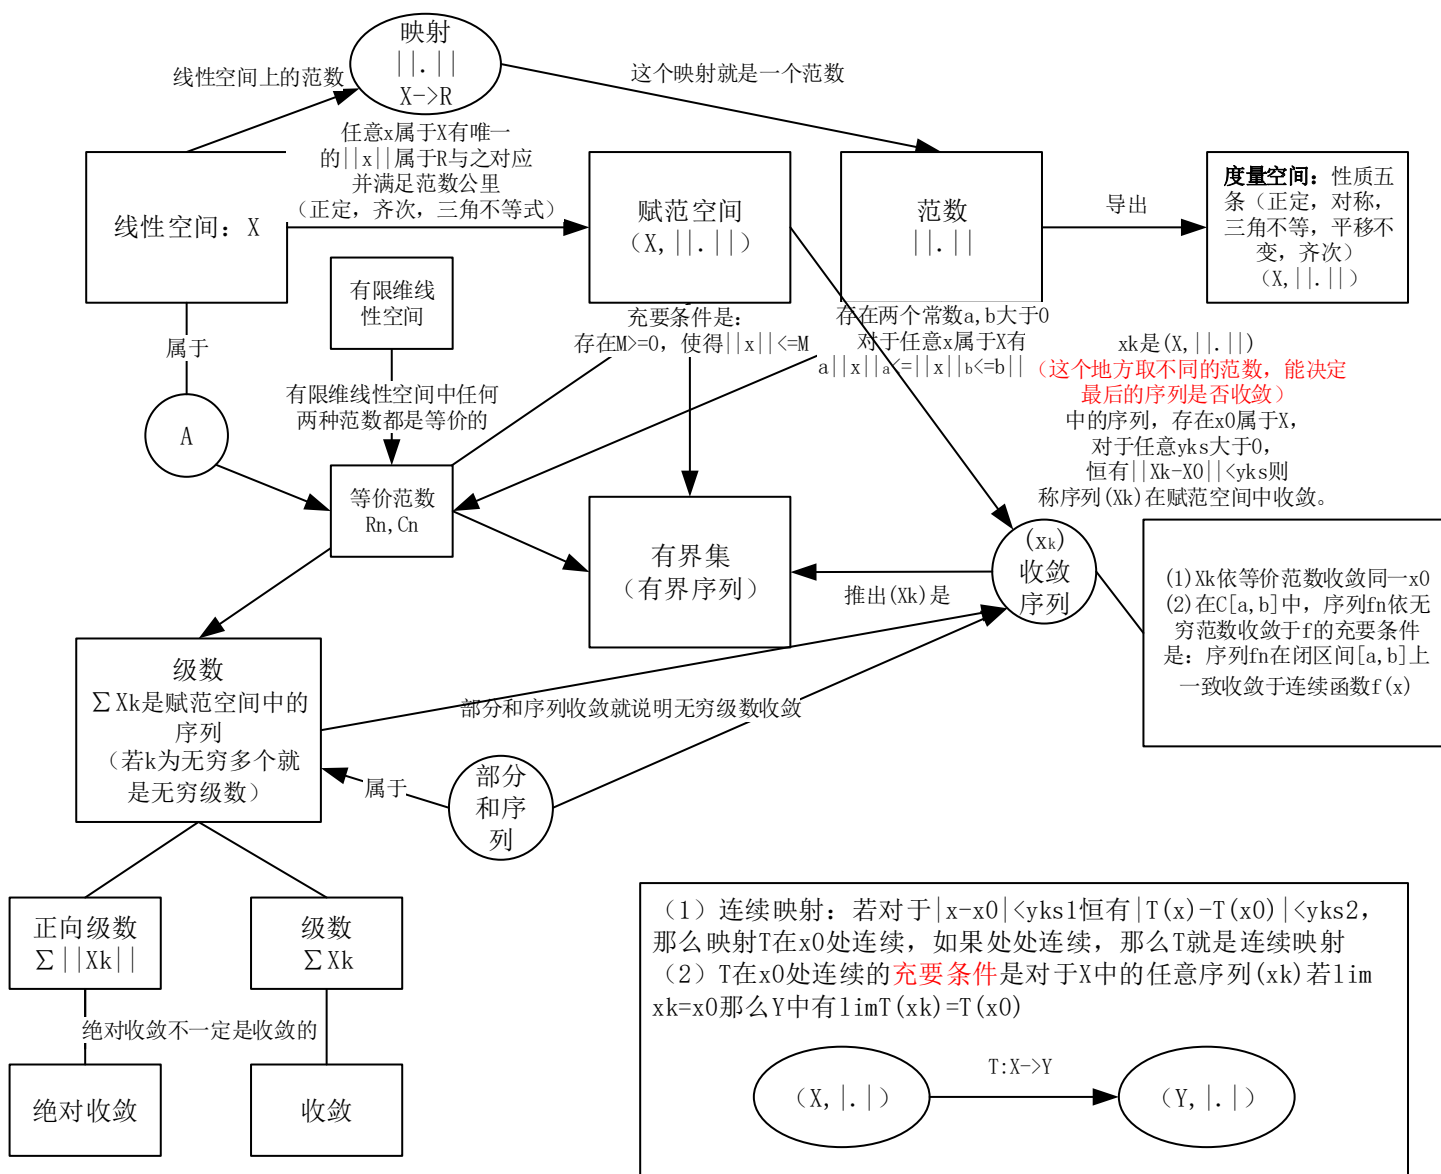 映射
||.||
X->R
线性空间上的范数
这个映射就是一个范数
任意x属于X有唯一
的||x||属于R与之对应
并满足范数公里
（正定，齐次，三角不等式）
线性空间：X
赋范空间
（X,||.||）
范数
||.||
导出
度量空间：性质五
条（正定，对称，
三角不等，平移不
变，齐次）
（X,||.||）
有限维线
性空间
属于
充要条件是：
存在M>=0，使得||x||<=M
存在两个常数a,b大于0
对于任意x属于X有
a||x||a<=||x||b<=b||
xk是(X,||.||)
（这个地方取不同的范数，能决定
最后的序列是否收敛）
中的序列，存在x0属于X，
对于任意yks大于0，
恒有||Xk-X0||<yks则
称序列(Xk)在赋范空间中收敛。
有限维线性空间中任何
两种范数都是等价的
A
等价范数
Rn,Cn
有界集
（有界序列）
推出(Xk)是
(xk)
收敛
序列
(1)Xk依等价范数收敛同一x0
(2)在C[a,b]中，序列fn依无
穷范数收敛于f的充要条件
是：序列fn在闭区间[a,b]上
一致收敛于连续函数f(x)
级数
∑Xk是赋范空间中的
序列
（若k为无穷多个就
是无穷级数）
部分和序列收敛就说明无穷级数收敛
属于
部分
和序
列
正向级数
∑||Xk||
级数
∑Xk
绝对收敛不一定是收敛的
绝对收敛
收敛
（1）连续映射：若对于|x-x0|<yks1恒有|T(x)-T(x0)|<yks2，
那么映射T在x0处连续，如果处处连续，那么T就是连续映射
（2）T在x0处连续的充要条件是对于X中的任意序列(xk)若lim
xk=x0那么Y中有limT(xk)=T(x0)
T:X->Y
（X,|.|）
（Y,|.|）